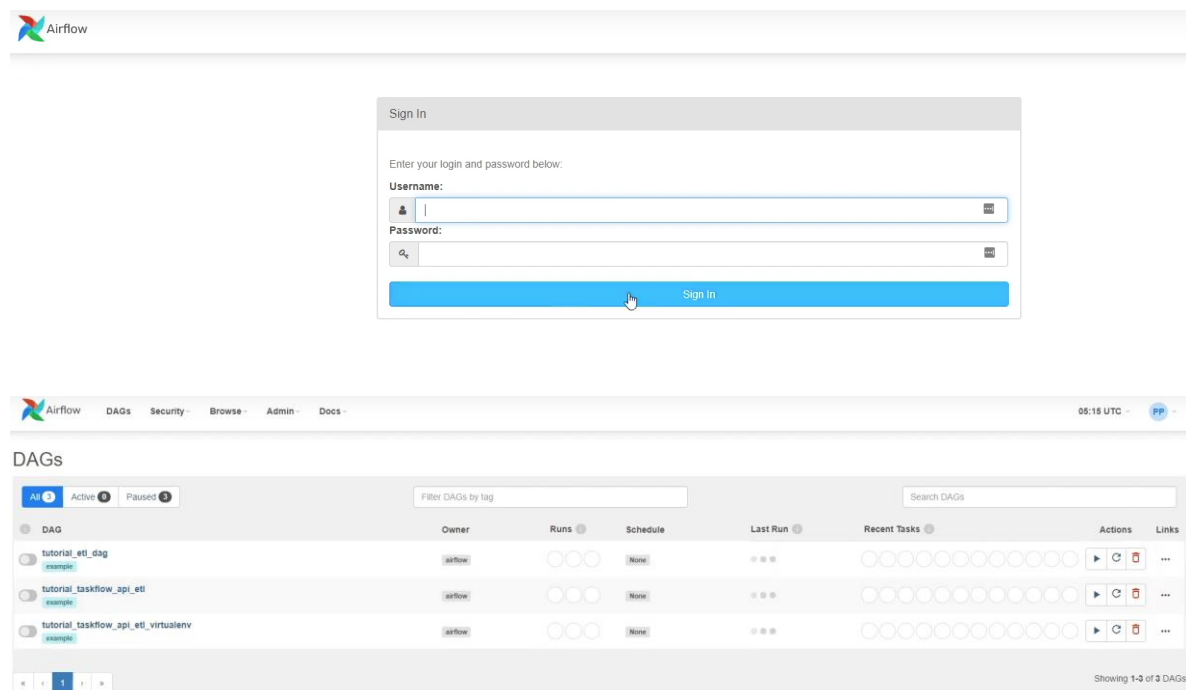 Airflow
Sign In
Enter your login and password below:
Username:
Password:
Sign In
Airflow DAGs Security Browse Admin Docs 05:15 UTC PP
DAGs
All 3 Active 0 Paused 3 Filter DAGs by tag Search DAGs
DAG Owner Runs Schedule Last Run Recent Tasks Actions Links
tutorial_etl_dag
example airflow None
tutorial_taskflow_api_etl
example airflow None
tutorial_taskflow_api_etl_virtualenv
example airflow None
« ‹ 1 › » Showing 1-3 of 3 DAGs